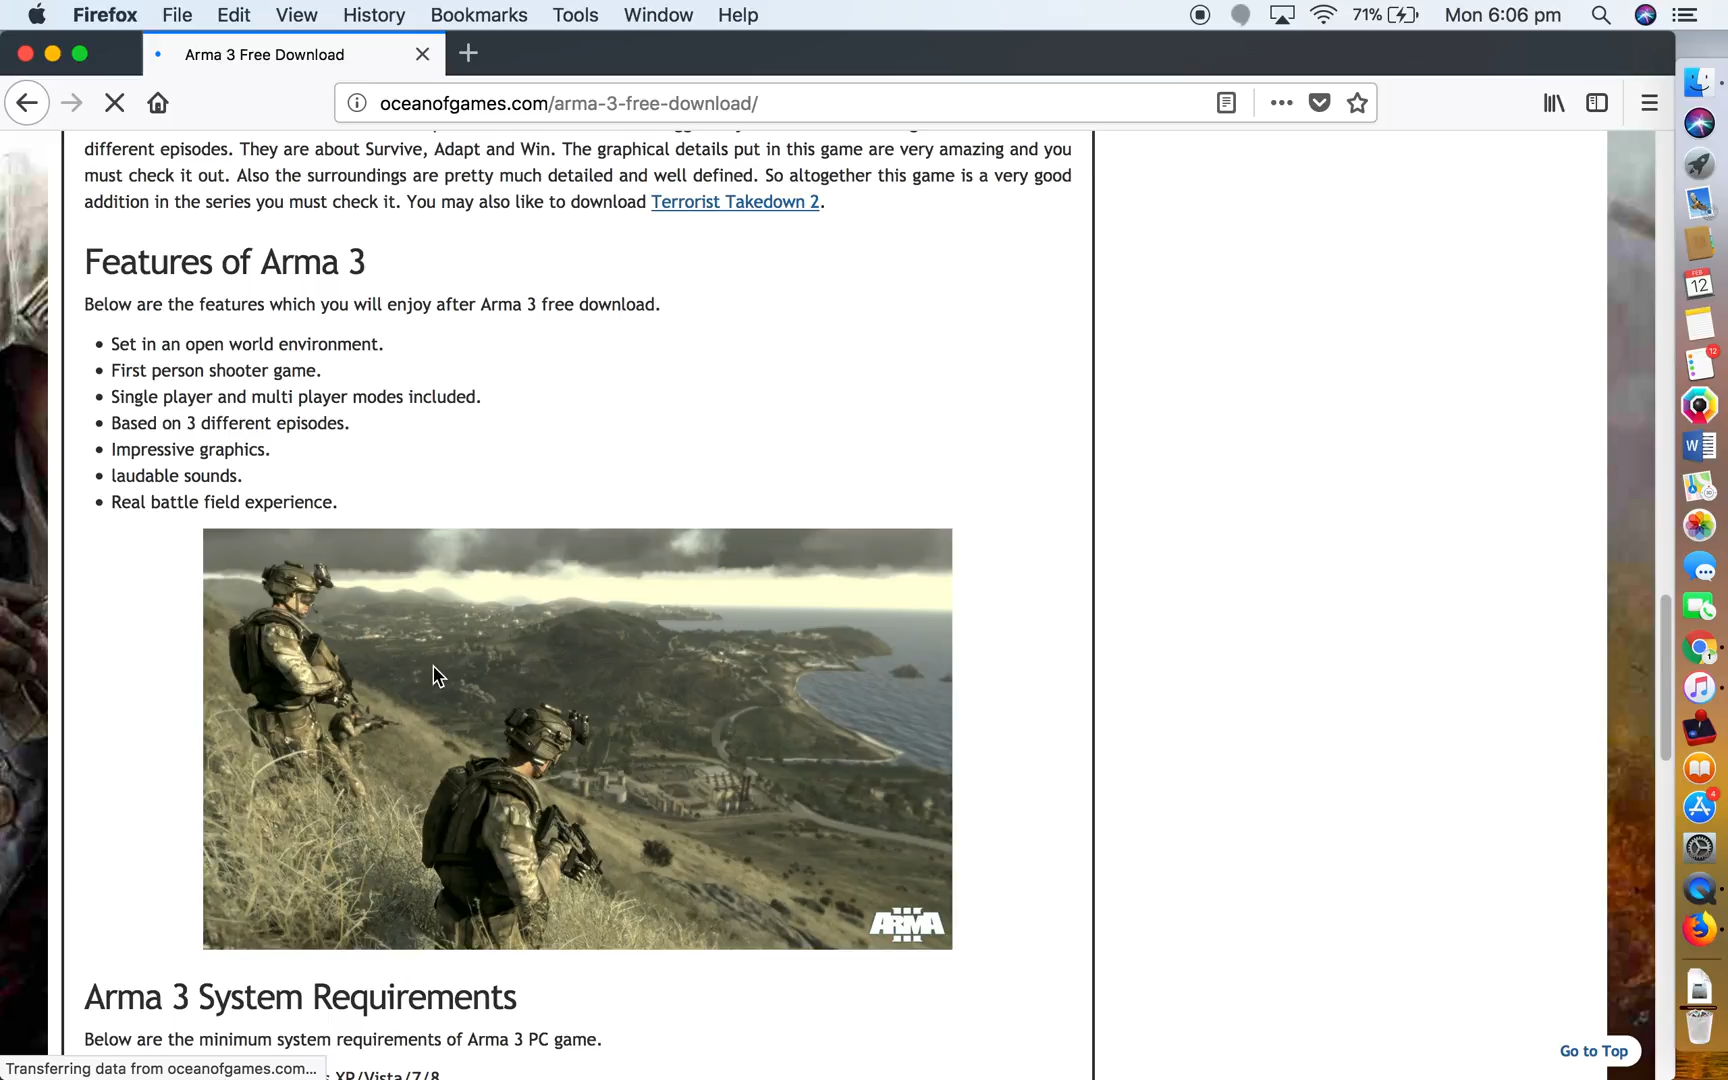 Firefox File Edit View History Bookmarks Tools Window Help 71% Mon 6:06 pm
Arma 3 Free Download
oceanofgames.com/arma-3-free-download/
different episodes. They are about Survive, Adapt and Win. The graphical details put in this game are very amazing and you
must check it out. Also the surroundings are pretty much detailed and well defined. So altogether this game is a very good
addition in the series you must check it. You may also like to download Terrorist Takedown 2.
Features of Arma 3
Below are the features which you will enjoy after Arma 3 free download.
• Set in an open world environment.
• First person shooter game.
• Single player and multi player modes included.
• Based on 3 different episodes.
• Impressive graphics.
• laudable sounds.
• Real battle field experience.
ARMA III
Arma 3 System Requirements
Below are the minimum system requirements of Arma 3 PC game.
XP/Vista/7/8
Transferring data from oceanofgames.com...
Go to Top
FEB
12
12
W
1
4